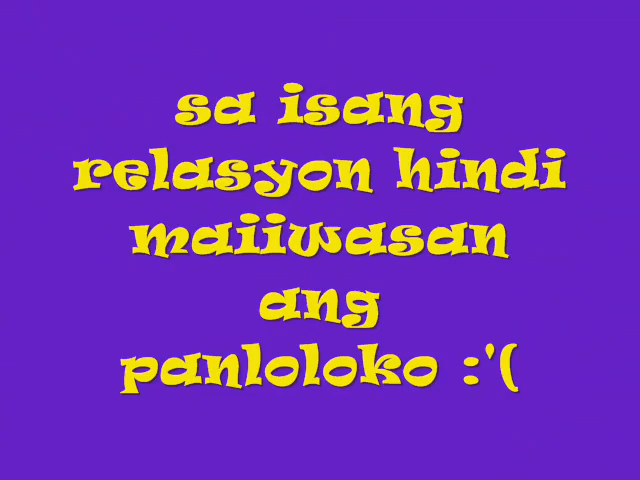 sa isang
relasyon hindi
maiiwasan
ang
panloloko :'(